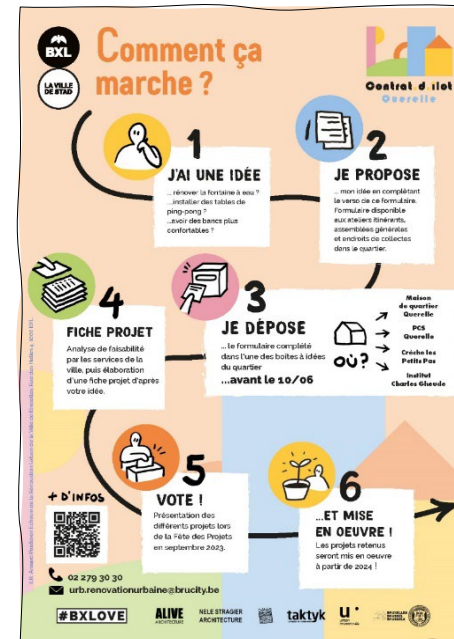 BXL
LA VILLE
DE STAD
Comment ça
marche ?
Contrat d'îlot
Querelle
1
J'AI UNE IDÉE
... rénover la fontaine à eau ?
...installer des tables de
ping-pong ?
...avoir des bancs plus
confortables ?
2
JE PROPOSE
... mon idée en complétant
le verso de ce formulaire.
Formulaire disponible
aux ateliers itinérants,
assemblées générales
et endroits de collectes
dans le quartier.
3
JE DÉPOSE
... le formulaire complété
dans l'une des boîtes à idées
du quartier
...avant le 10/06
OÙ?
Maison
de quartier
Querelle
PCS
Querelle
Crèche les
Petits Pas
Institut
Charles Gheude
4
FICHE PROJET
Analyse de faisabilité
par les services de la
ville, puis élaboration
d'une fiche projet d'après
votre idée.
5
VOTE !
Présentation des
différents projets lors
de la Fête des Projets
en septembre 2023.
6
...ET MISE
EN OEUVRE !
Les projets retenus
seront mis en oeuvre
à partir de 2024 !
+ D'INFOS
02 279 30 30
urb.renovationurbaine@brucity.be
#BXLOVE
ALIVE
ARCHITECTURE
NELE STRAGIER
ARCHITECTURE
taktyk
u